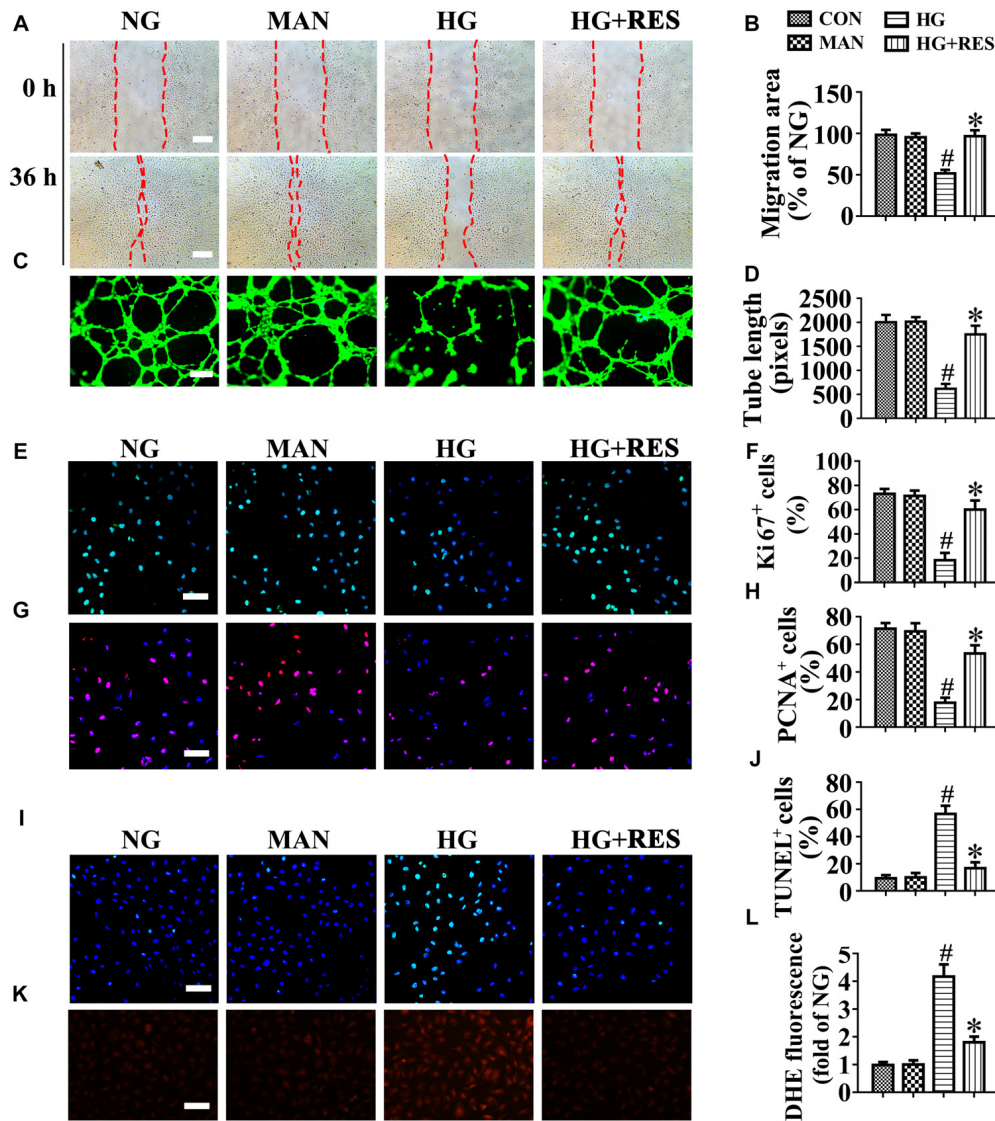 A
NG MAN HG HG+RES
0 h
36 h
B
CON HG
MAN HG+RES
Migration area
(% of NG)
150
100
50
0
#
*
C
D
Tube length
(pixels)
2500
2000
1500
1000
500
0
#
*
E
NG MAN HG HG+RES
F
Ki67+ cells
(%)
100
80
60
40
20
0
#
*
G
H
PCNA+ cells
(%)
80
60
40
20
0
#
*
I
NG MAN HG HG+RES
J
TUNEL+ cells
(%)
80
60
40
20
0
#
*
K
L
DHE fluorescence
(fold of NG)
5
4
3
2
1
0
#
*